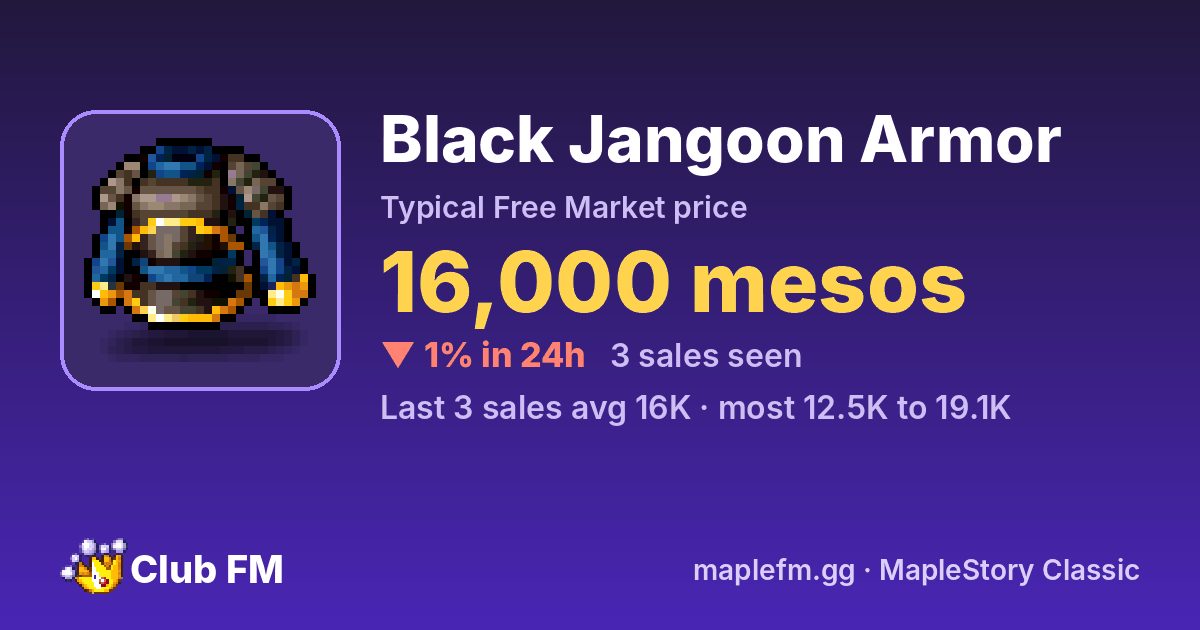 Black Jangoon Armor
Typical Free Market price
16,000 mesos
▼ 1% in 24h 3 sales seen
Last 3 sales avg 16K · most 12.5K to 19.1K
Club FM
maplefm.gg · MapleStory Classic